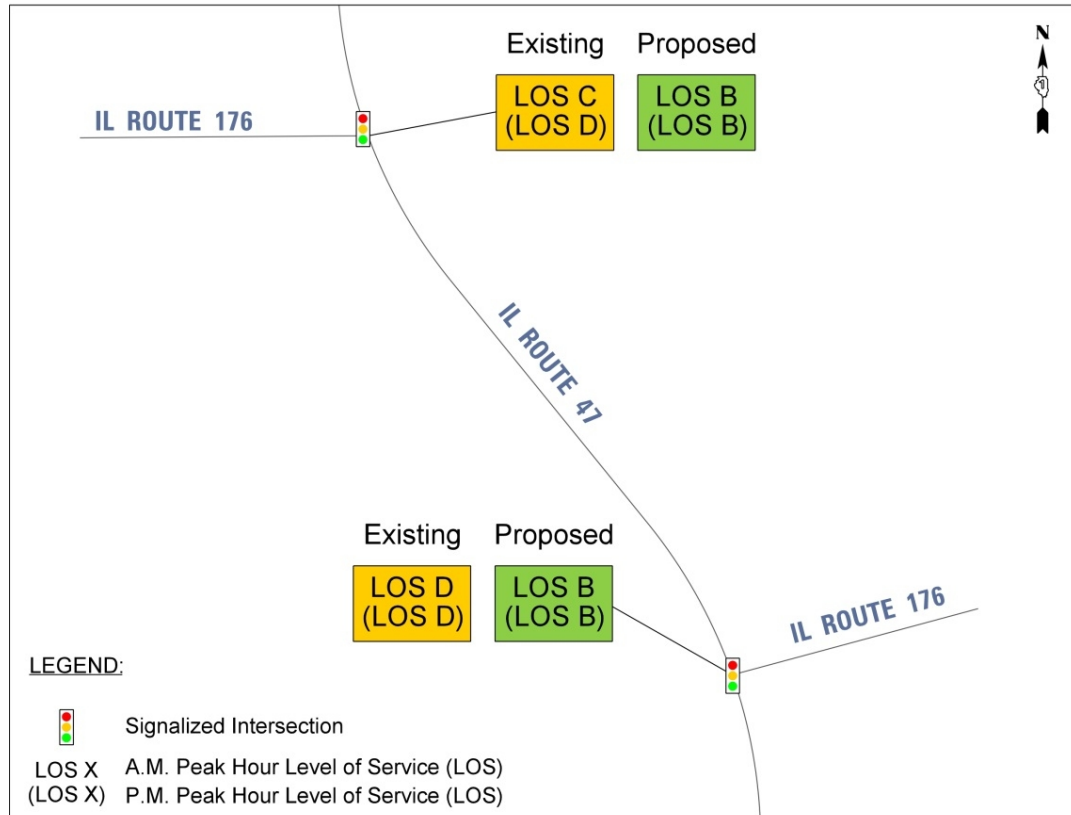 Existing Proposed
N
LOS C
(LOS D)
LOS B
(LOS B)
IL ROUTE 176
IL ROUTE 47
Existing Proposed
LOS D
(LOS D)
LOS B
(LOS B)
IL ROUTE 176
LEGEND:
Signalized Intersection
LOS X A.M. Peak Hour Level of Service (LOS)
(LOS X) P.M. Peak Hour Level of Service (LOS)